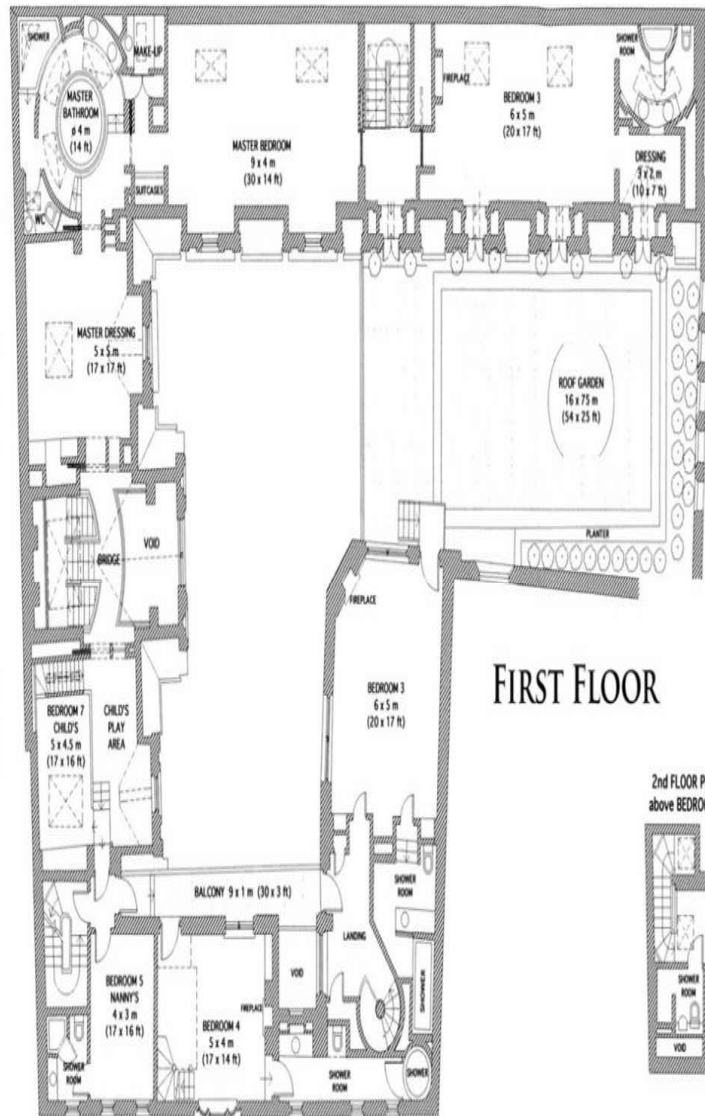 SHOWER
MAKE-UP
MASTER
BATHROOM
ø 4 m
(14 ft)
SUITCASES
WC
MASTER BEDROOM
9 x 4 m
(30 x 14 ft)
FIREPLACE
BEDROOM 3
6 x 5 m
(20 x 17 ft)
SHOWER
ROOM
DRESSING
3 x 2 m
(10 x 7 ft)
MASTER DRESSING
5 x 5 m
(17 x 17 ft)
ROOF GARDEN
16 x 75 m
(54 x 25 ft)
PLANTER
BRIDGE
VOID
FIREPLACE
BEDROOM 3
6 x 5 m
(20 x 17 ft)
FIRST FLOOR
BEDROOM 7
CHILD'S
5 x 4.5 m
(17 x 16 ft)
CHILD'S
PLAY
AREA
2nd FLOOR P
above BEDRO
BALCONY 9 x 1 m (30 x 3 ft)
SHOWER
ROOM
LANDING
VOID
SHOWER
BEDROOM 5
NANNY'S
4 x 3 m
(17 x 16 ft)
FIREPLACE
BEDROOM 4
5 x 4 m
(17 x 14 ft)
SHOWER
ROOM
SHOWER
ROOM
SHOWER
SHOWER
ROOM
VOID